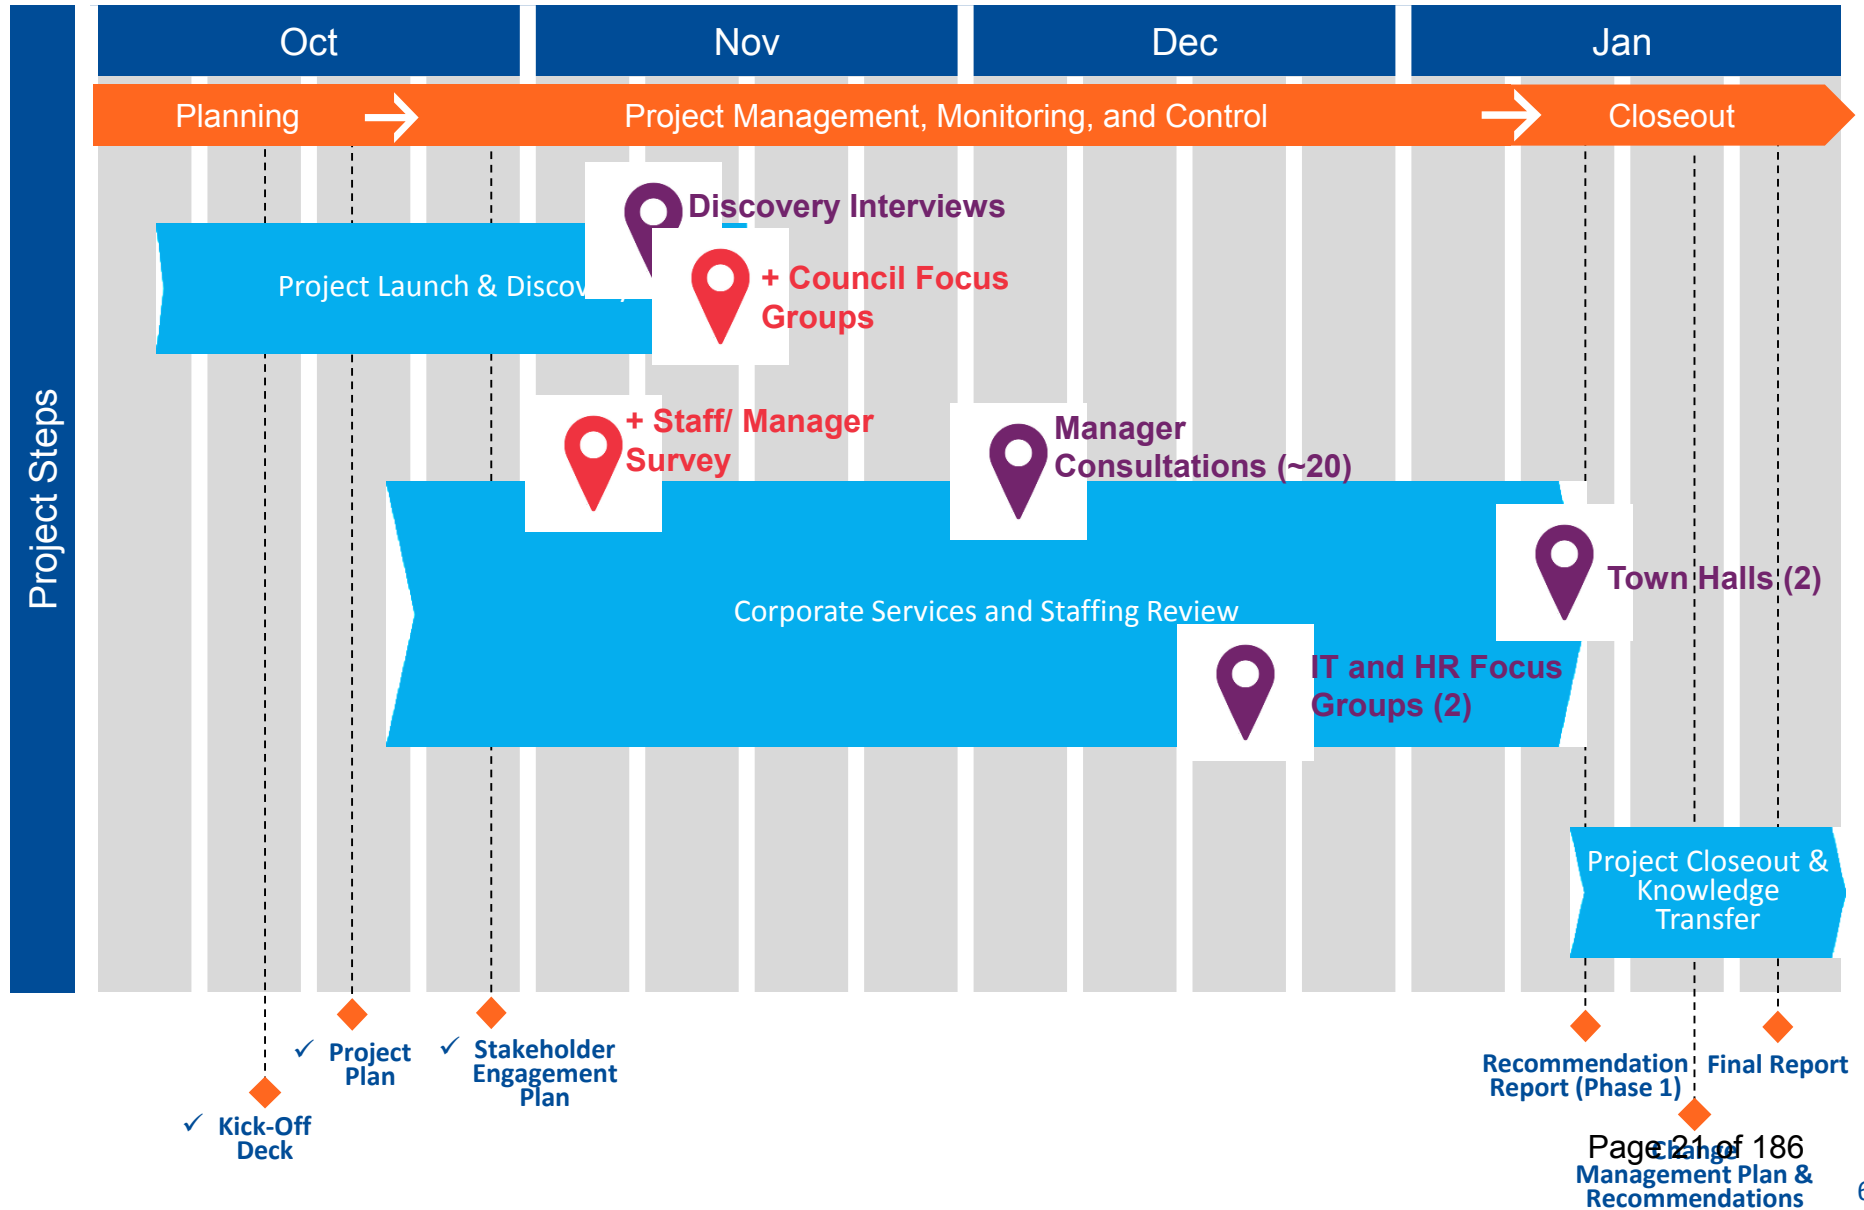 Oct
Nov
Dec
Jan
Planning
Project Management, Monitoring, and Control
Closeout
Project Steps
Discovery Interviews
Project Launch & Discovery
+ Council Focus
Groups
+ Staff/ Manager
Survey
Manager
Consultations (~20)
Town Halls (2)
Corporate Services and Staffing Review
IT and HR Focus
Groups (2)
Project Closeout &
Knowledge
Transfer
✓ Project
Plan
✓ Stakeholder
Engagement
Plan
✓ Kick-Off
Deck
Recommendation
Report (Phase 1)
Final Report
Page 21 of 186
Change
Management Plan &
Recommendations
6